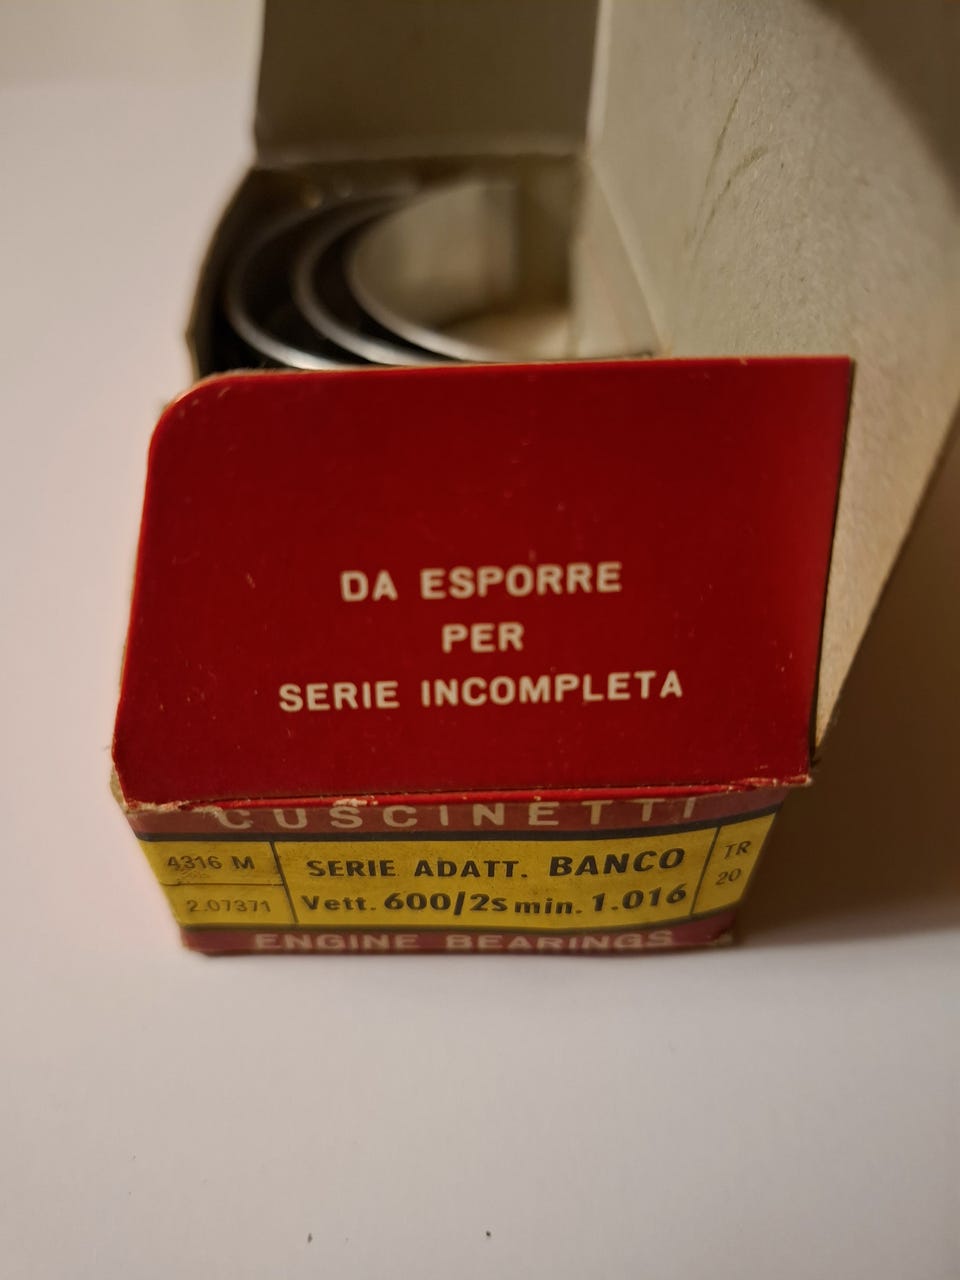 DA ESPORRE
PER
SERIE INCOMPLETA
CUSCINETTI
4316 M
2.07371
SERIE ADATT. BANCO
Vett. 600/2S min. 1.016
TR
20
ENGINE BEARINGS